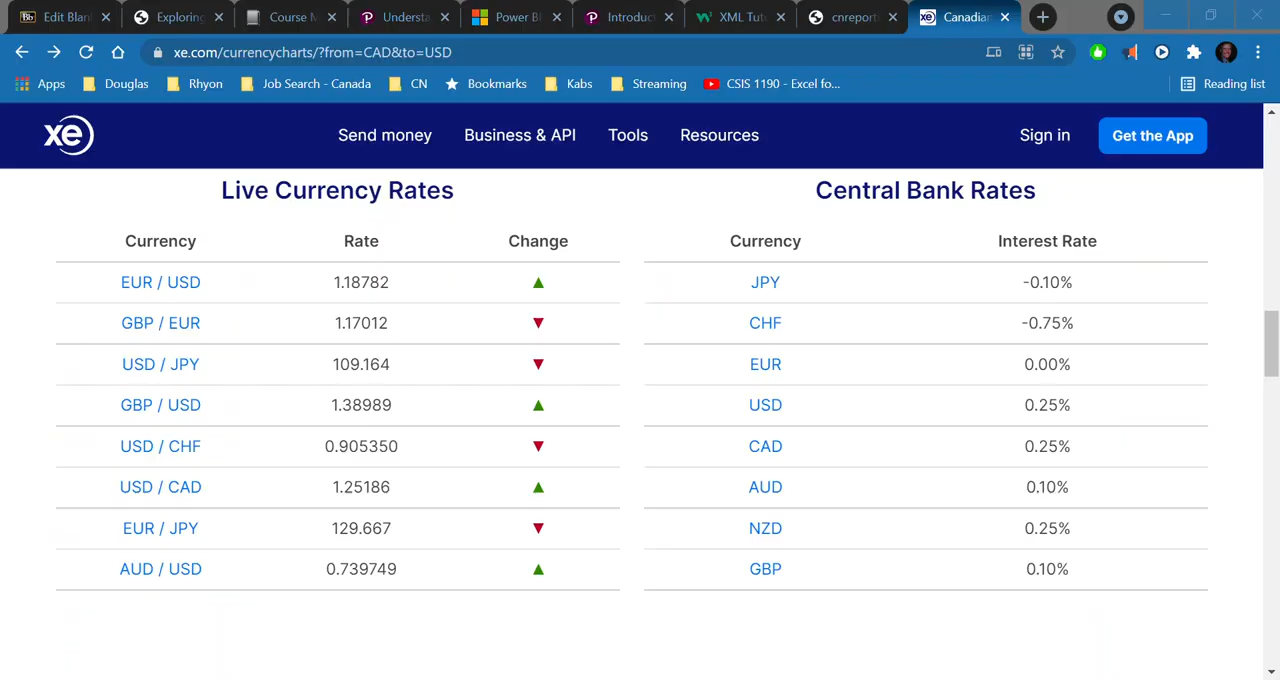 Edit Blan Exploring Course M Understa Power BI Introduc XML Tut cnreport Canadian
xe.com/currencycharts/?from=CAD&to=USD
Apps Douglas Rhyon Job Search - Canada CN Bookmarks Kabs Streaming CSIS 1190 - Excel fo... Reading list
xe Send money Business & API Tools Resources Sign in Get the App
Live Currency Rates Central Bank Rates
Currency Rate Change Currency Interest Rate
EUR / USD 1.18782 ▲ JPY -0.10%
GBP / EUR 1.17012 ▼ CHF -0.75%
USD / JPY 109.164 ▼ EUR 0.00%
GBP / USD 1.38989 ▲ USD 0.25%
USD / CHF 0.905350 ▼ CAD 0.25%
USD / CAD 1.25186 ▲ AUD 0.10%
EUR / JPY 129.667 ▼ NZD 0.25%
AUD / USD 0.739749 ▲ GBP 0.10%